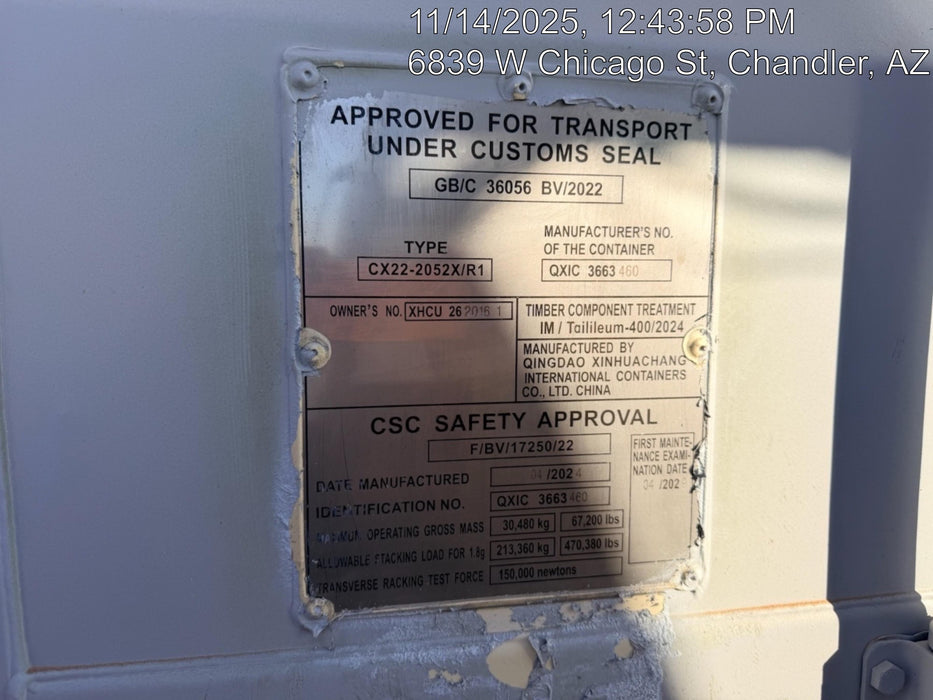 11/14/2025, 12:43:58 PM
6839 W Chicago St, Chandler, AZ
APPROVED FOR TRANSPORT
UNDER CUSTOMS SEAL
GB/C 36056 BV/2022
TYPE
CX22-2052X/R1
MANUFACTURER'S NO.
OF THE CONTAINER
QXIC 3663460
OWNER'S NO. XHCU 262016 1
TIMBER COMPONENT TREATMENT
IM / Tailileum-400/2024
MANUFACTURED BY
QINGDAO XINHUACHANG
INTERNATIONAL CONTAINERS
CO., LTD. CHINA
CSC SAFETY APPROVAL
F/BV/17250/22
DATE MANUFACTURED 04 /2024
IDENTIFICATION NO. QXIC 3663460
MAXIMUN OPERATING GROSS MASS 30,480 kg 67,200 lbs
ALLOWABLE STACKING LOAD FOR 1.8g 213,360 kg 470,380 lbs
TRANSVERSE RACKING TEST FORCE 150,000 newtons
FIRST MAINTE-
NANCE EXAMI-
NATION DATE
04 /202